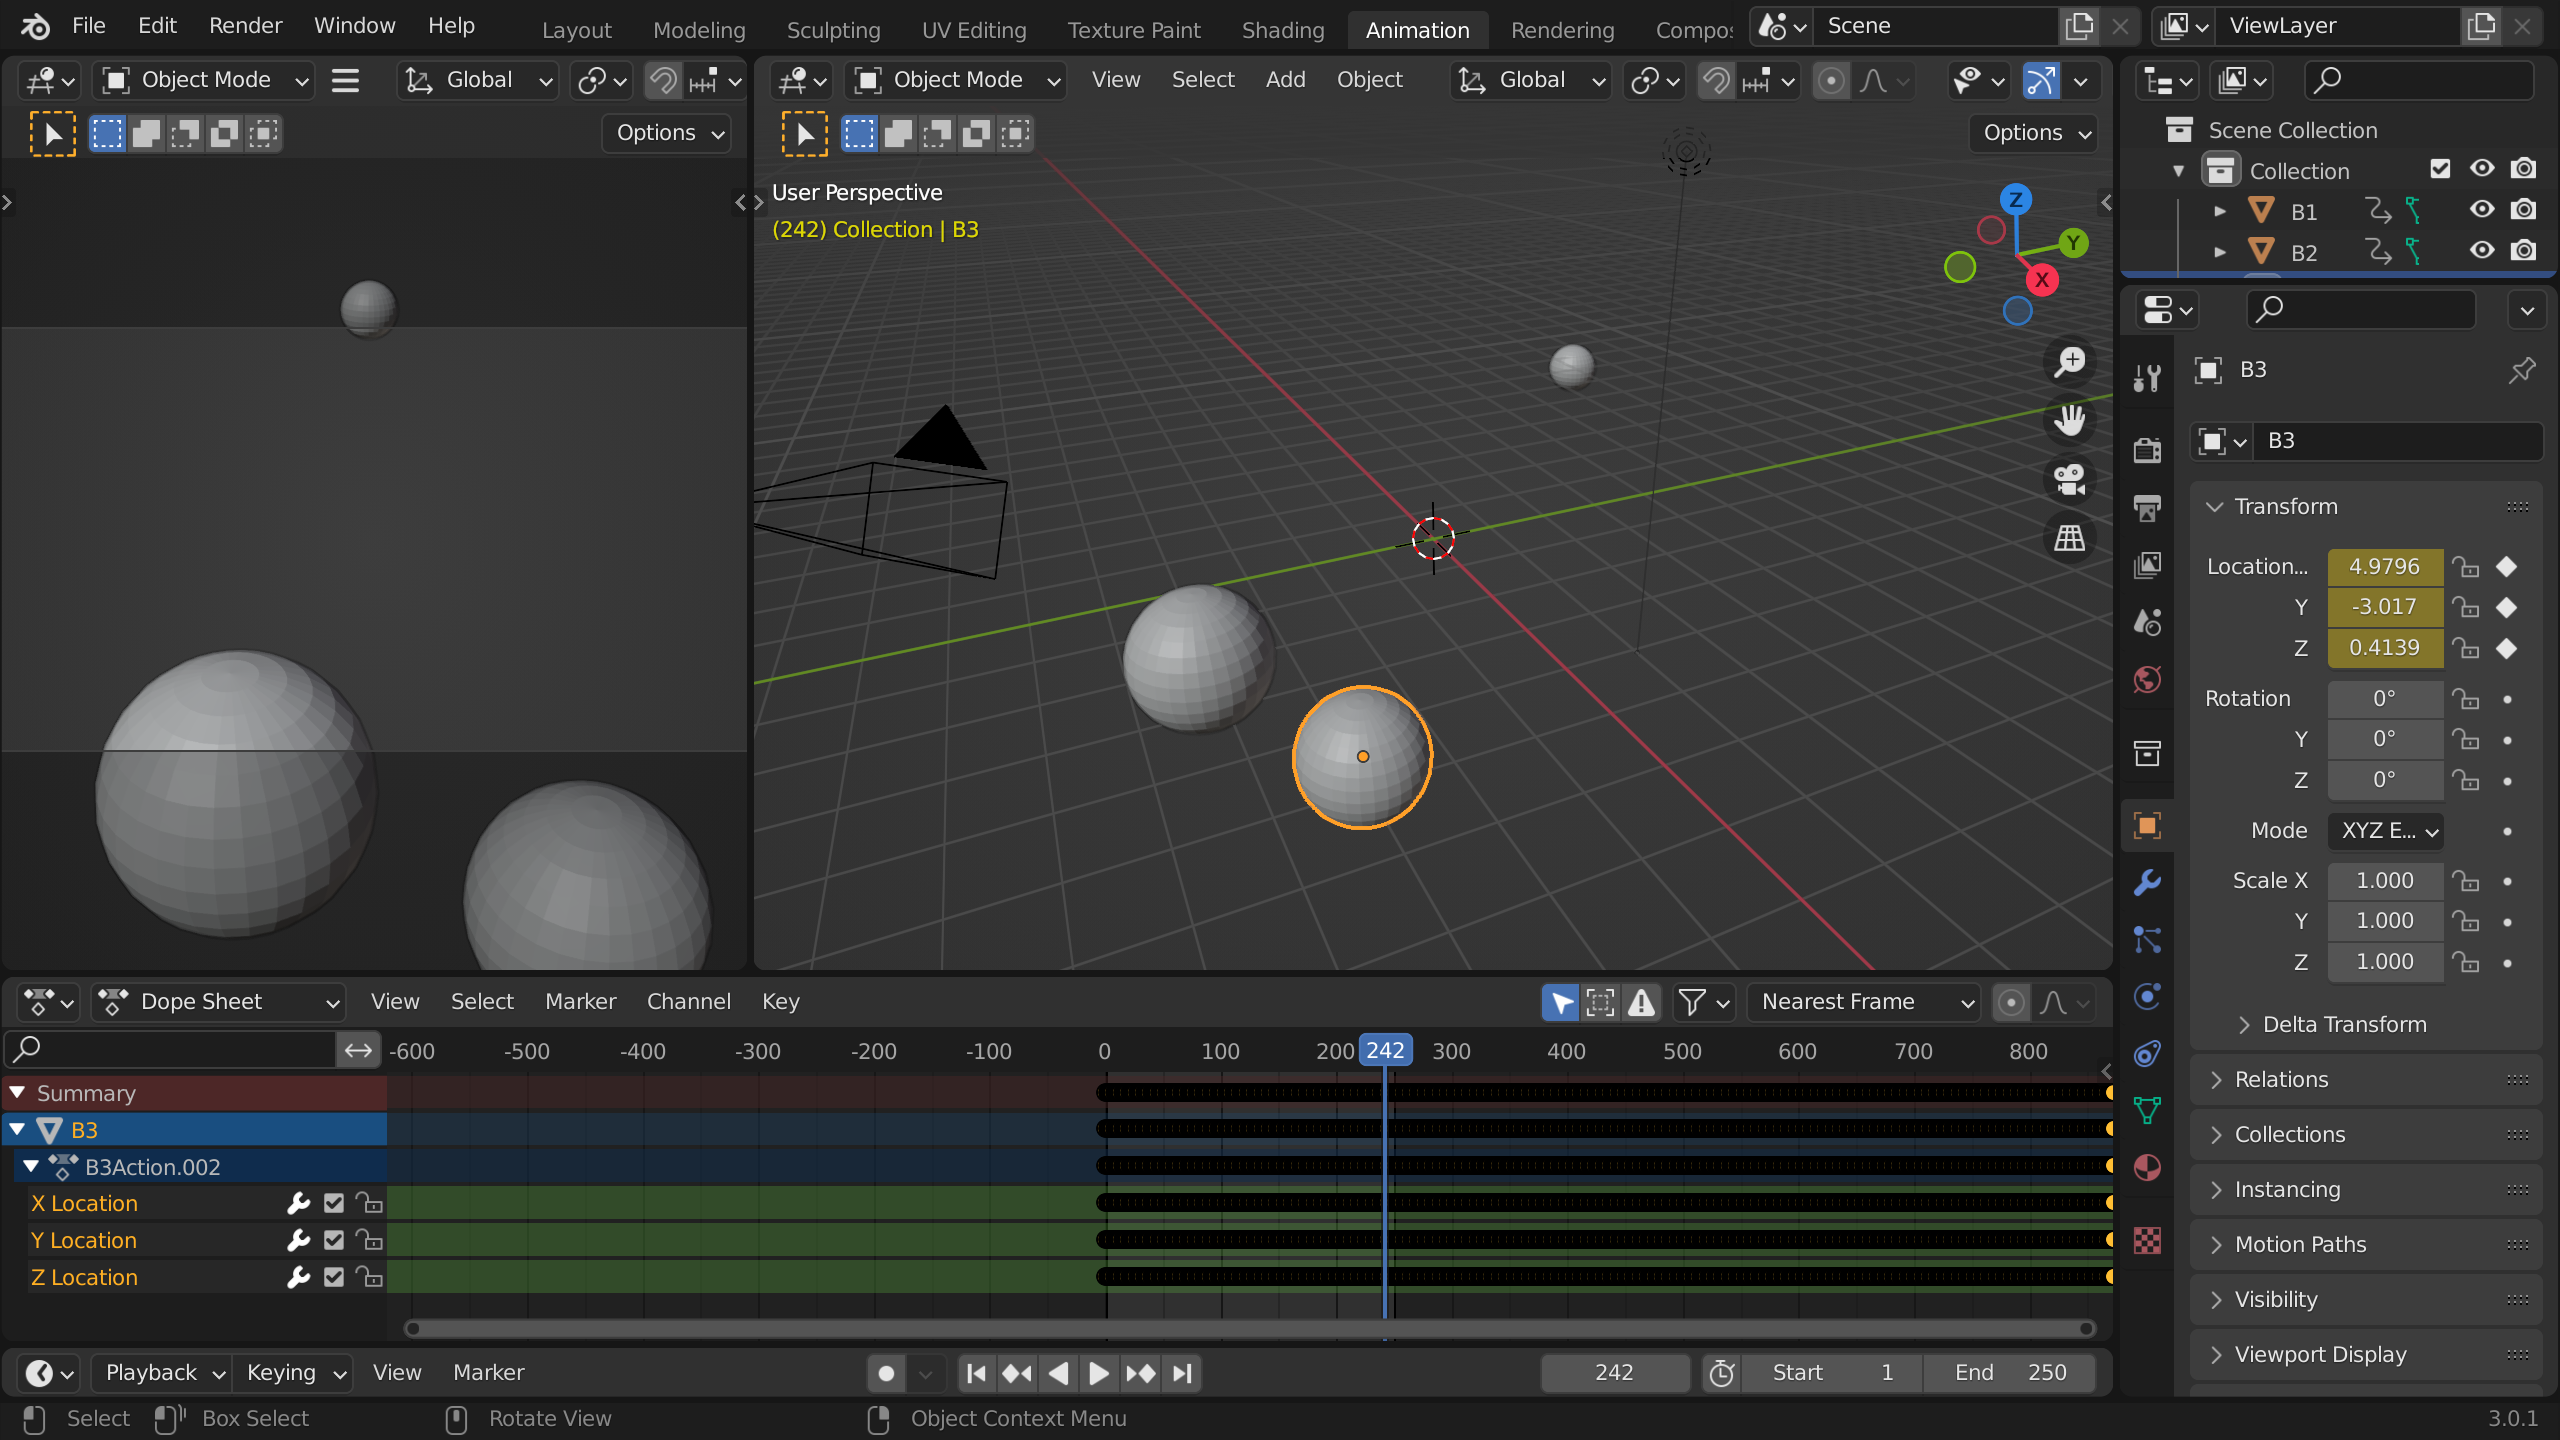 File Edit Render Window Help Layout Modeling Sculpting UV Editing Texture Paint Shading Animation Rendering Scene ViewLayer
Object Mode Global
Options
Object Mode View Select Add Object Global
Options
User Perspective
(242) Collection | B3
Z
Y
X
Scene Collection
Collection
B1
B2
B3
B3
Transform
Location... 4.9796
Y -3.017
Z 0.4139
Rotation 0°
Y 0°
Z 0°
Mode XYZ E...
Scale X 1.000
Y 1.000
Z 1.000
Delta Transform
Relations
Collections
Instancing
Motion Paths
Visibility
Viewport Display
Dope Sheet View Select Marker Channel Key Nearest Frame
-600 -500 -400 -300 -200 -100 0 100 200 242 300 400 500 600 700 800
Summary
B3
B3Action.002
X Location
Y Location
Z Location
Playback Keying View Marker 242 Start 1 End 250
Select Box Select Rotate View Object Context Menu 3.0.1